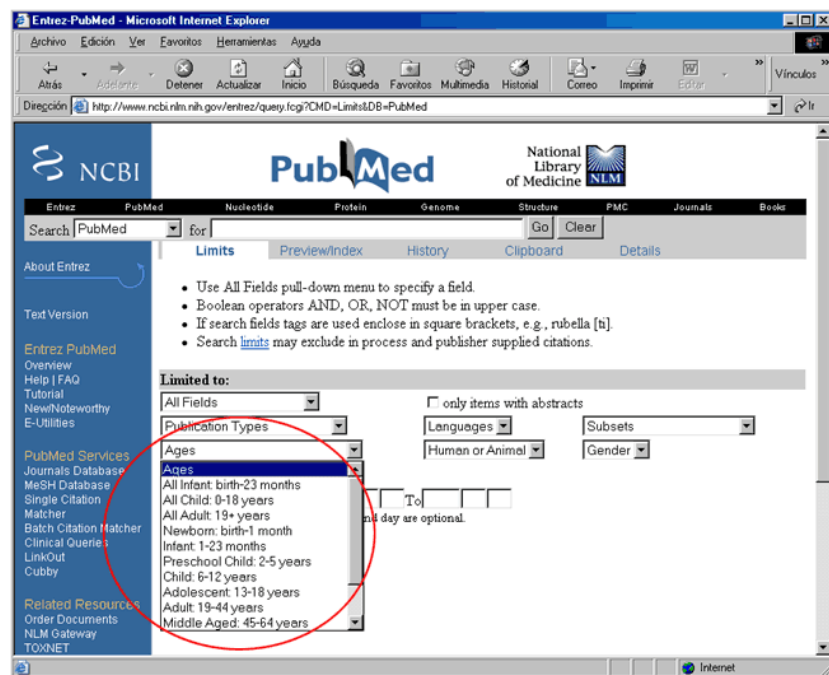 Entrez-PubMed - Microsoft Internet Explorer
Archivo Edición Ver Favoritos Herramientas Ayuda
Atrás Adelante Detener Actualizar Inicio Búsqueda Favoritos Multimedia Historial Correo Imprimir Editar » Vínculos »
Dirección http://www.ncbi.nlm.nih.gov/entrez/query.fcgi?CMD=Limits&DB=PubMed Ir
NCBI
PubMed
National
Library
of Medicine NLM
Entrez PubMed Nucleotide Protein Genome Structure PMC Journals Books
Search PubMed for Go Clear
Limits Preview/Index History Clipboard Details
About Entrez
Text Version
Entrez PubMed
Overview
Help | FAQ
Tutorial
New/Noteworthy
E-Utilities
PubMed Services
Journals Database
MeSH Database
Single Citation
Matcher
Batch Citation Matcher
Clinical Queries
LinkOut
Cubby
Related Resources
Order Documents
NLM Gateway
TOXNET
• Use All Fields pull-down menu to specify a field.
• Boolean operators AND, OR, NOT must be in upper case.
• If search fields tags are used enclose in square brackets, e.g., rubella [ti].
• Search limits may exclude in process and publisher supplied citations.
Limited to:
All Fields only items with abstracts
Publication Types Languages Subsets
Ages Human or Animal Gender
Ages
All Infant: birth-23 months
All Child: 0-18 years
All Adult: 19+ years
Newborn: birth-1 month
Infant: 1-23 months
Preschool Child: 2-5 years
Child: 6-12 years
Adolescent: 13-18 years
Adult: 19-44 years
Middle Aged: 45-64 years
To
and day are optional.
Internet